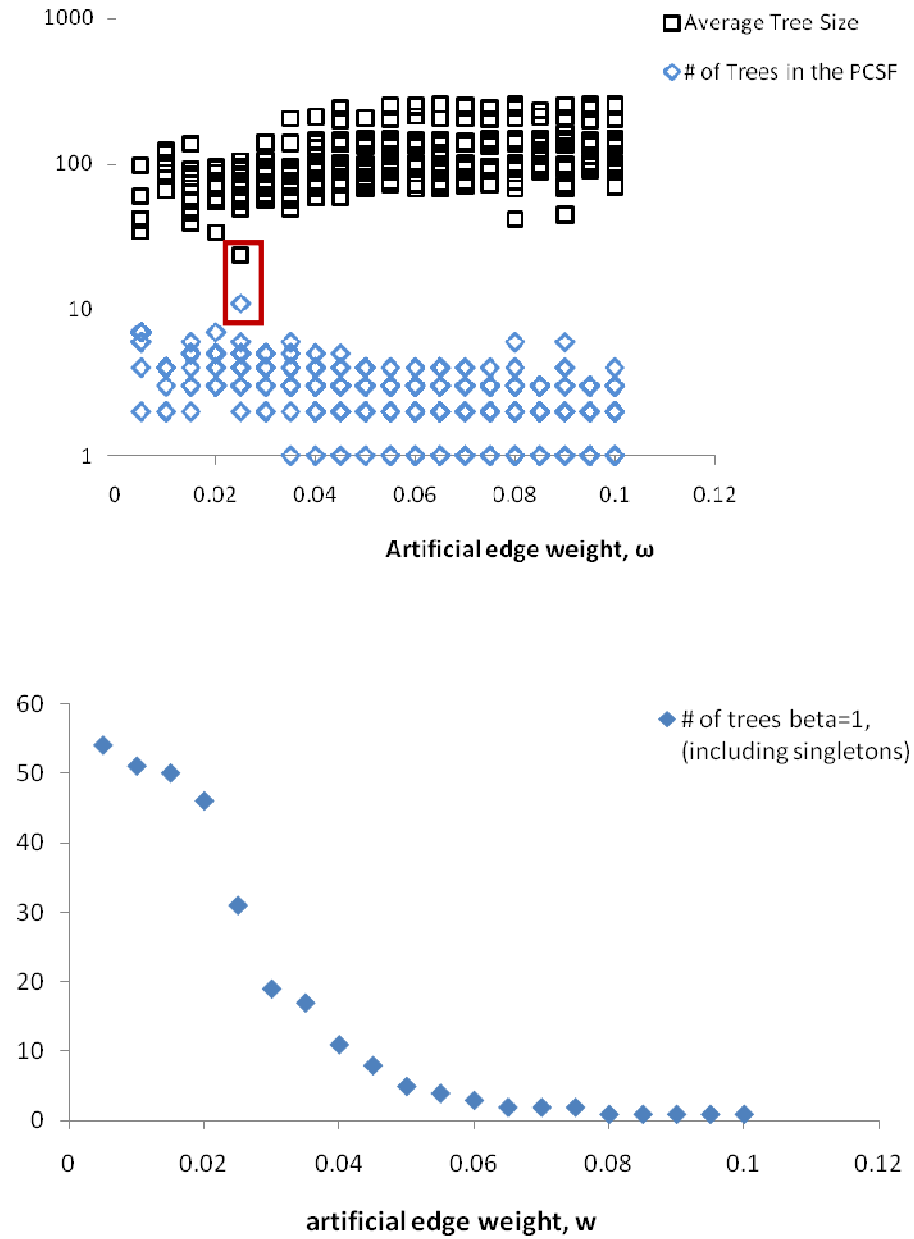 1000
Average Tree Size
# of Trees in the PCSF
100
10
1
0 0.02 0.04 0.06 0.08 0.1 0.12
Artificial edge weight, ω
60
# of trees beta=1,
(including singletons)
50
40
30
20
10
0
0 0.02 0.04 0.06 0.08 0.1 0.12
artificial edge weight, w